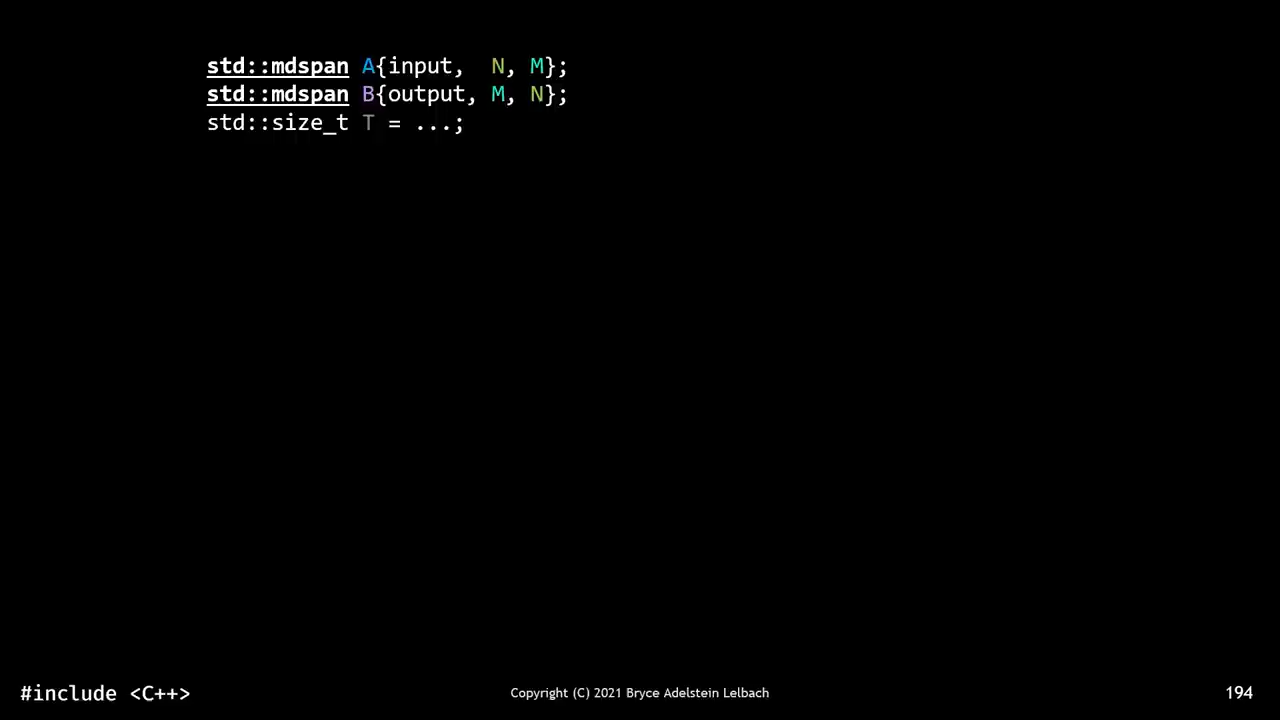 std::mdspan A{input,  N, M};
std::mdspan B{output, M, N};
std::size_t T = ...;
#include <C++>
Copyright (C) 2021 Bryce Adelstein Lelbach
194